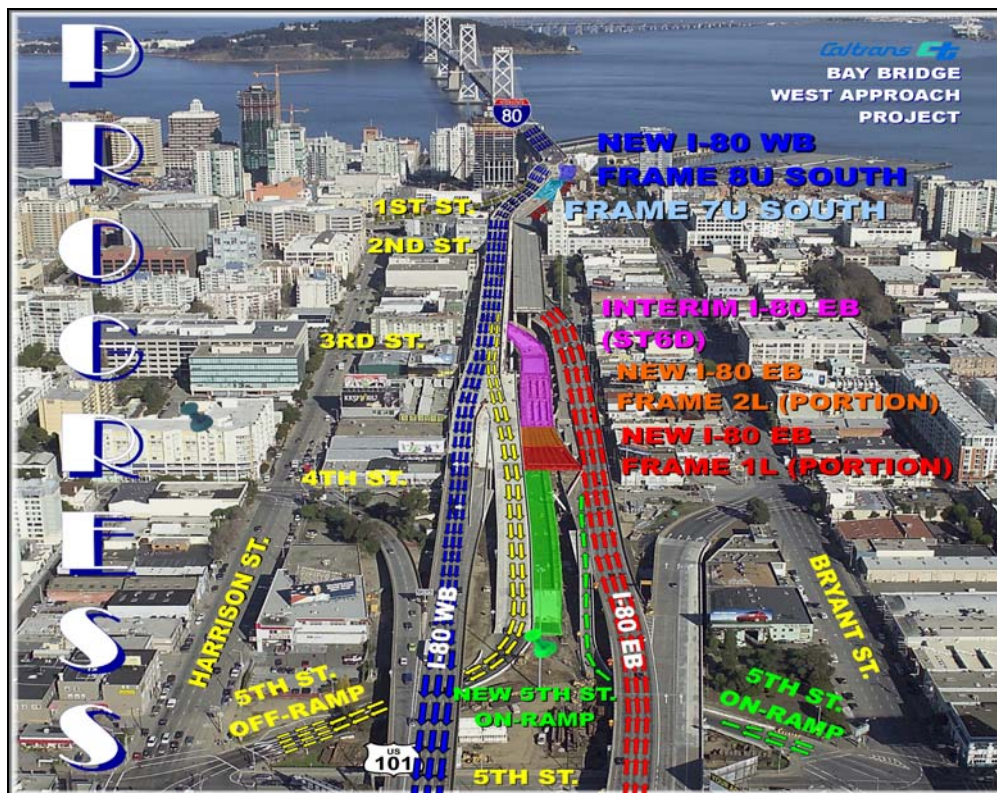 PROGRESS
Caltrans
BAY BRIDGE
WEST APPROACH
PROJECT
INTERSTATE
80
NEW I-80 WB
FRAME 8U SOUTH
FRAME 7U SOUTH
1ST ST.
2ND ST.
INTERIM I-80 EB
(ST6D)
3RD ST.
NEW I-80 EB
FRAME 2L (PORTION)
NEW I-80 EB
FRAME 1L (PORTION)
4TH ST.
HARRISON ST.
BRYANT ST.
I-80 WB
I-80 EB
5TH ST.
OFF-RAMP
NEW 5TH ST.
ON-RAMP
5TH ST.
ON-RAMP
US
101
5TH ST.